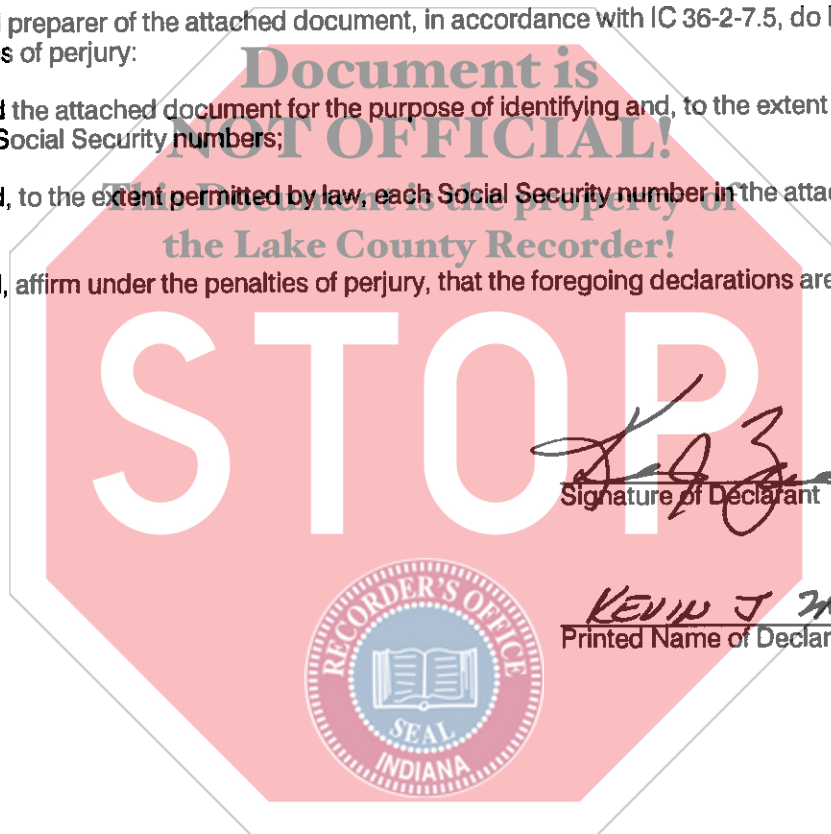 preparer of the attached document, in accordance with IC 36-2-7.5, do
s of perjury:
Document is
the attached document for the purpose of identifying and, to the extent
NOT OFFICIAL!
Social Security numbers;
, to the extent permitted by law, each Social Security number in the
This Document is the property of
the Lake County Recorder!
, affirm under the penalties of perjury, that the foregoing declarations are
STOP
Signature of Declarant
KEVIN J
Printed Name of
RECORDER'S OFFICE
SEAL
INDIANA